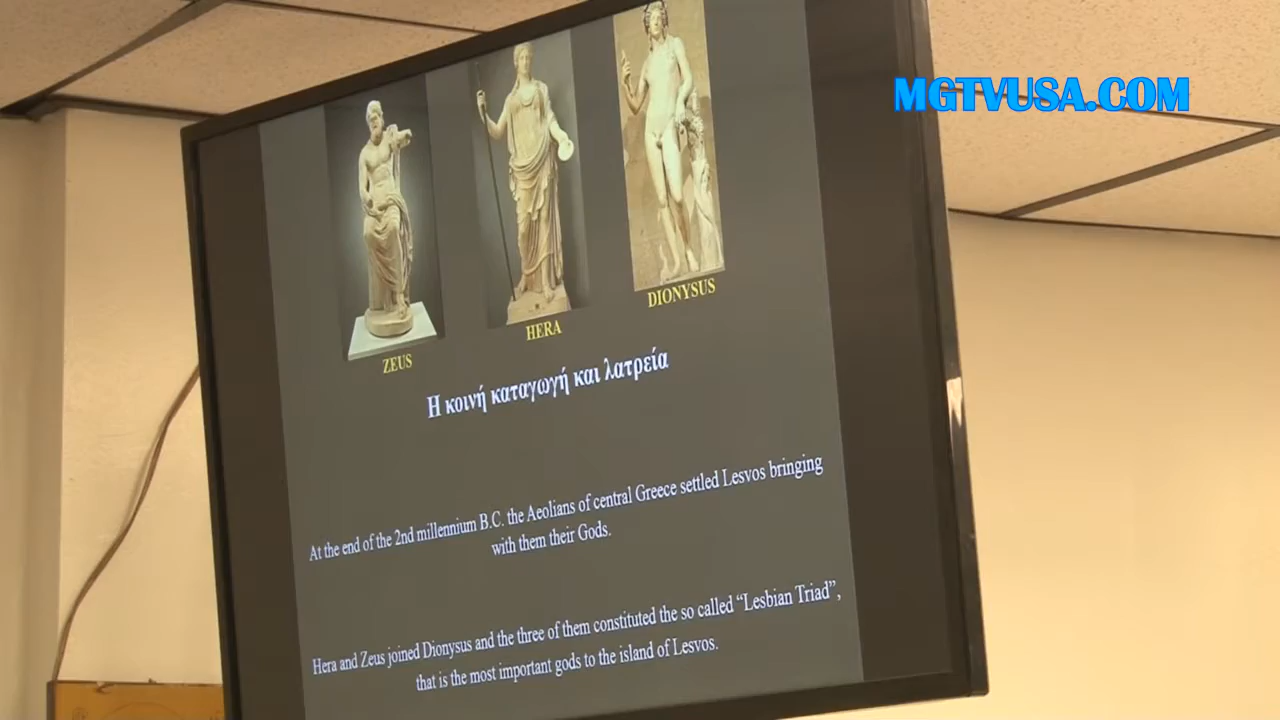 MGTVUSA.COM
ZEUS
HERA
DIONYSUS
Η κοινή καταγωγή και λατρεία
At the end of the 2nd millennium B.C. the Aeolians of central Greece settled Lesvos bringing
with them their Gods.
Hera and Zeus joined Dionysus and the three of them constituted the so called “Lesbian Triad”,
that is the most important gods to the island of Lesvos.